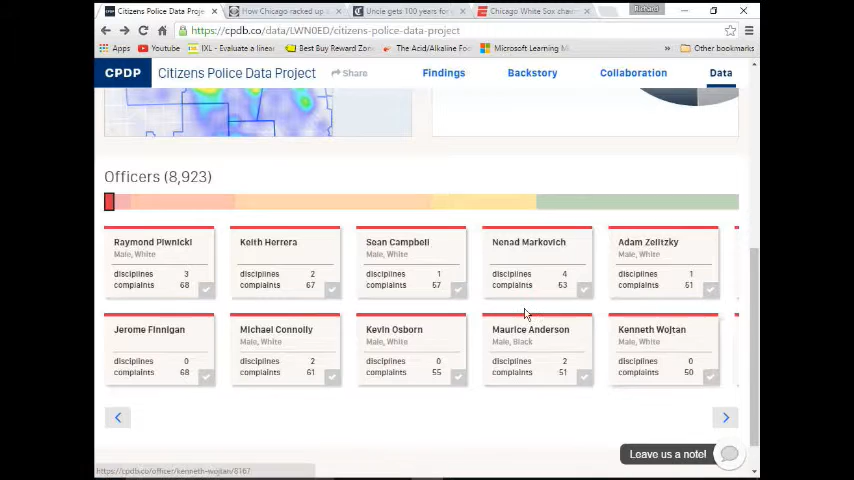 Citizens Police Data Proje
How Chicago racked up
Uncle gets 100 years fo
Chicago White Sox chair
Richard
https://cpdb.co/data/LWN0ED/citizens-police-data-project
Apps
Youtube
IXL - Evaluate a linea
Best Buy Reward Zone
The Acid/Alkaline Foo
Microsoft Learning
»
Other bookmarks
CPDP
Citizens Police Data Project
Share
Findings
Backstory
Collaboration
Data
Officers (8,923)
Raymond Piwnicki
Male, White
disciplines 3
complaints 68
Keith Herrera
Male, White
disciplines 2
complaints 67
Sean Campbell
Male, White
disciplines 1
complaints 57
Nenad Markovich
Male, White
disciplines 4
complaints 53
Adam Zelitzky
Male, White
disciplines 1
complaints 51
Jerome Finnigan
Male, White
disciplines 0
complaints 68
Michael Connolly
Male, White
disciplines 2
complaints 61
Kevin Osborn
Male, White
disciplines 0
complaints 55
Maurice Anderson
Male, Black
disciplines 2
complaints 51
Kenneth Wojtan
Male, White
disciplines 0
complaints 50
Leave us a note!
https://cpdb.co/officer/kenneth-wojtan/8167